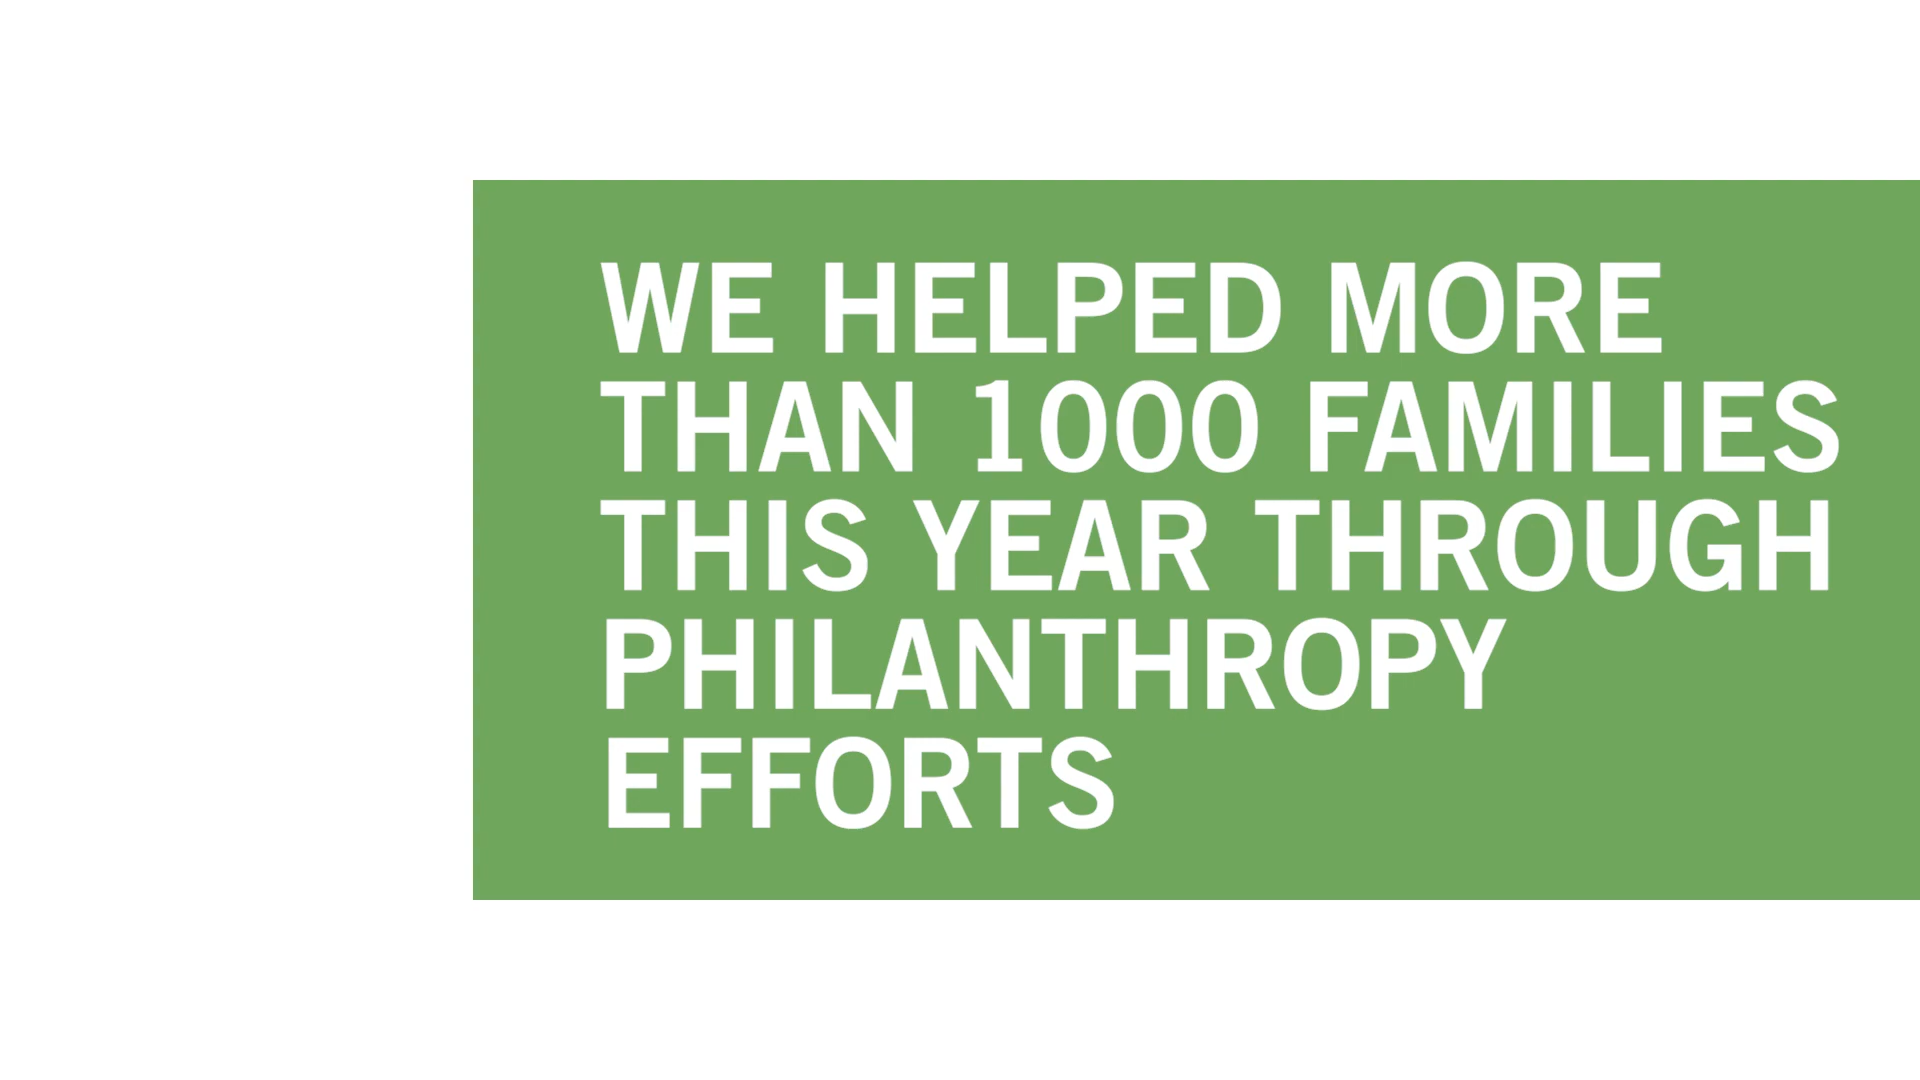 WE HELPED MORE
THAN 1000 FAMILIES
THIS YEAR THROUGH
PHILANTHROPY
EFFORTS